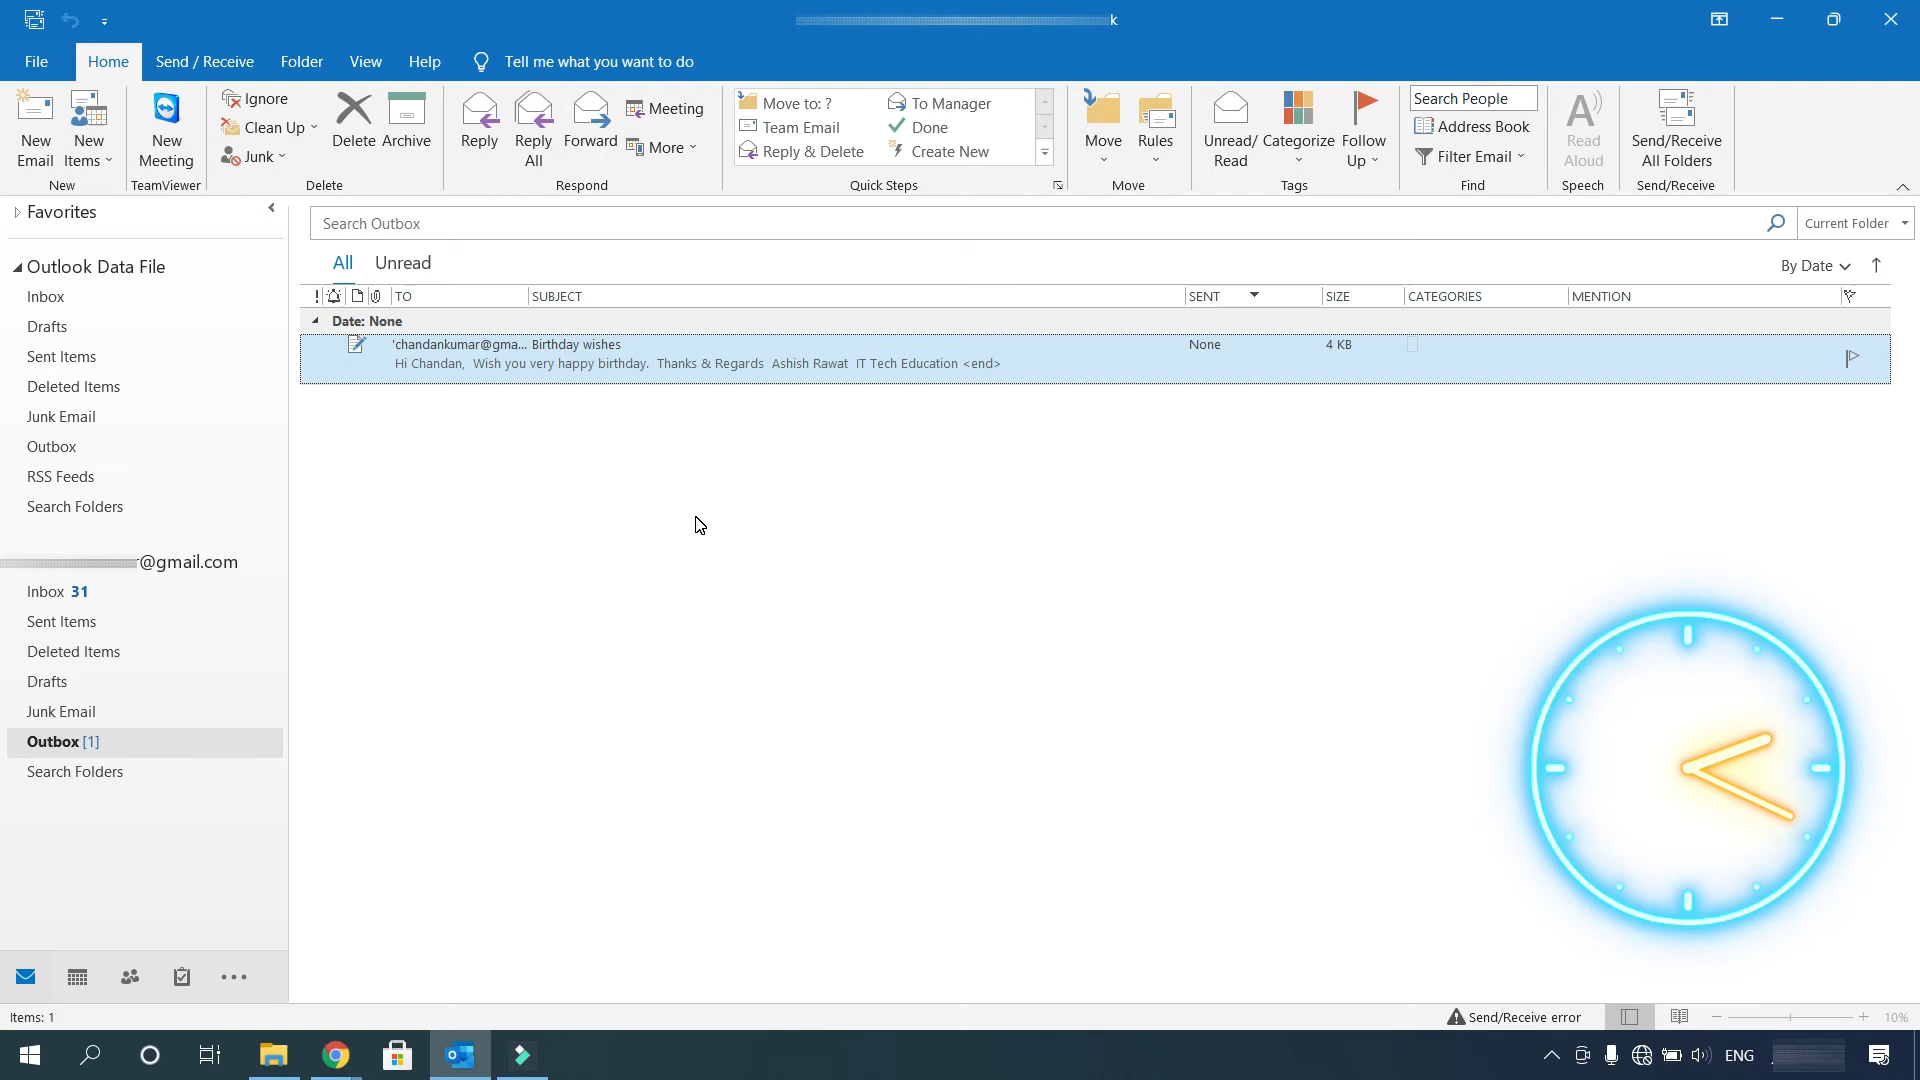 k
File Home Send / Receive Folder View Help Tell me what you want to do
New Email
New Items
New Meeting
Ignore
Clean Up
Junk
Delete
Archive
Reply
Reply All
Forward
Meeting
More
Move to: ?
Team Email
Reply & Delete
To Manager
Done
Create New
Move
Rules
Unread/ Read
Categorize
Follow Up
Search People
Address Book
Filter Email
Read Aloud
Send/Receive All Folders
New TeamViewer Delete Respond Quick Steps Move Tags Find Speech Send/Receive
Favorites
Outlook Data File
Inbox
Drafts
Sent Items
Deleted Items
Junk Email
Outbox
RSS Feeds
Search Folders
r@gmail.com
Inbox 31
Sent Items
Deleted Items
Drafts
Junk Email
Outbox [1]
Search Folders
Search Outbox Current Folder
All Unread By Date
! TO SUBJECT SENT SIZE CATEGORIES MENTION
Date: None
'chandankumar@gma... Birthday wishes None 4 KB
Hi Chandan, Wish you very happy birthday. Thanks & Regards Ashish Rawat IT Tech Education <end>
Items: 1 Send/Receive error 10%
ENG